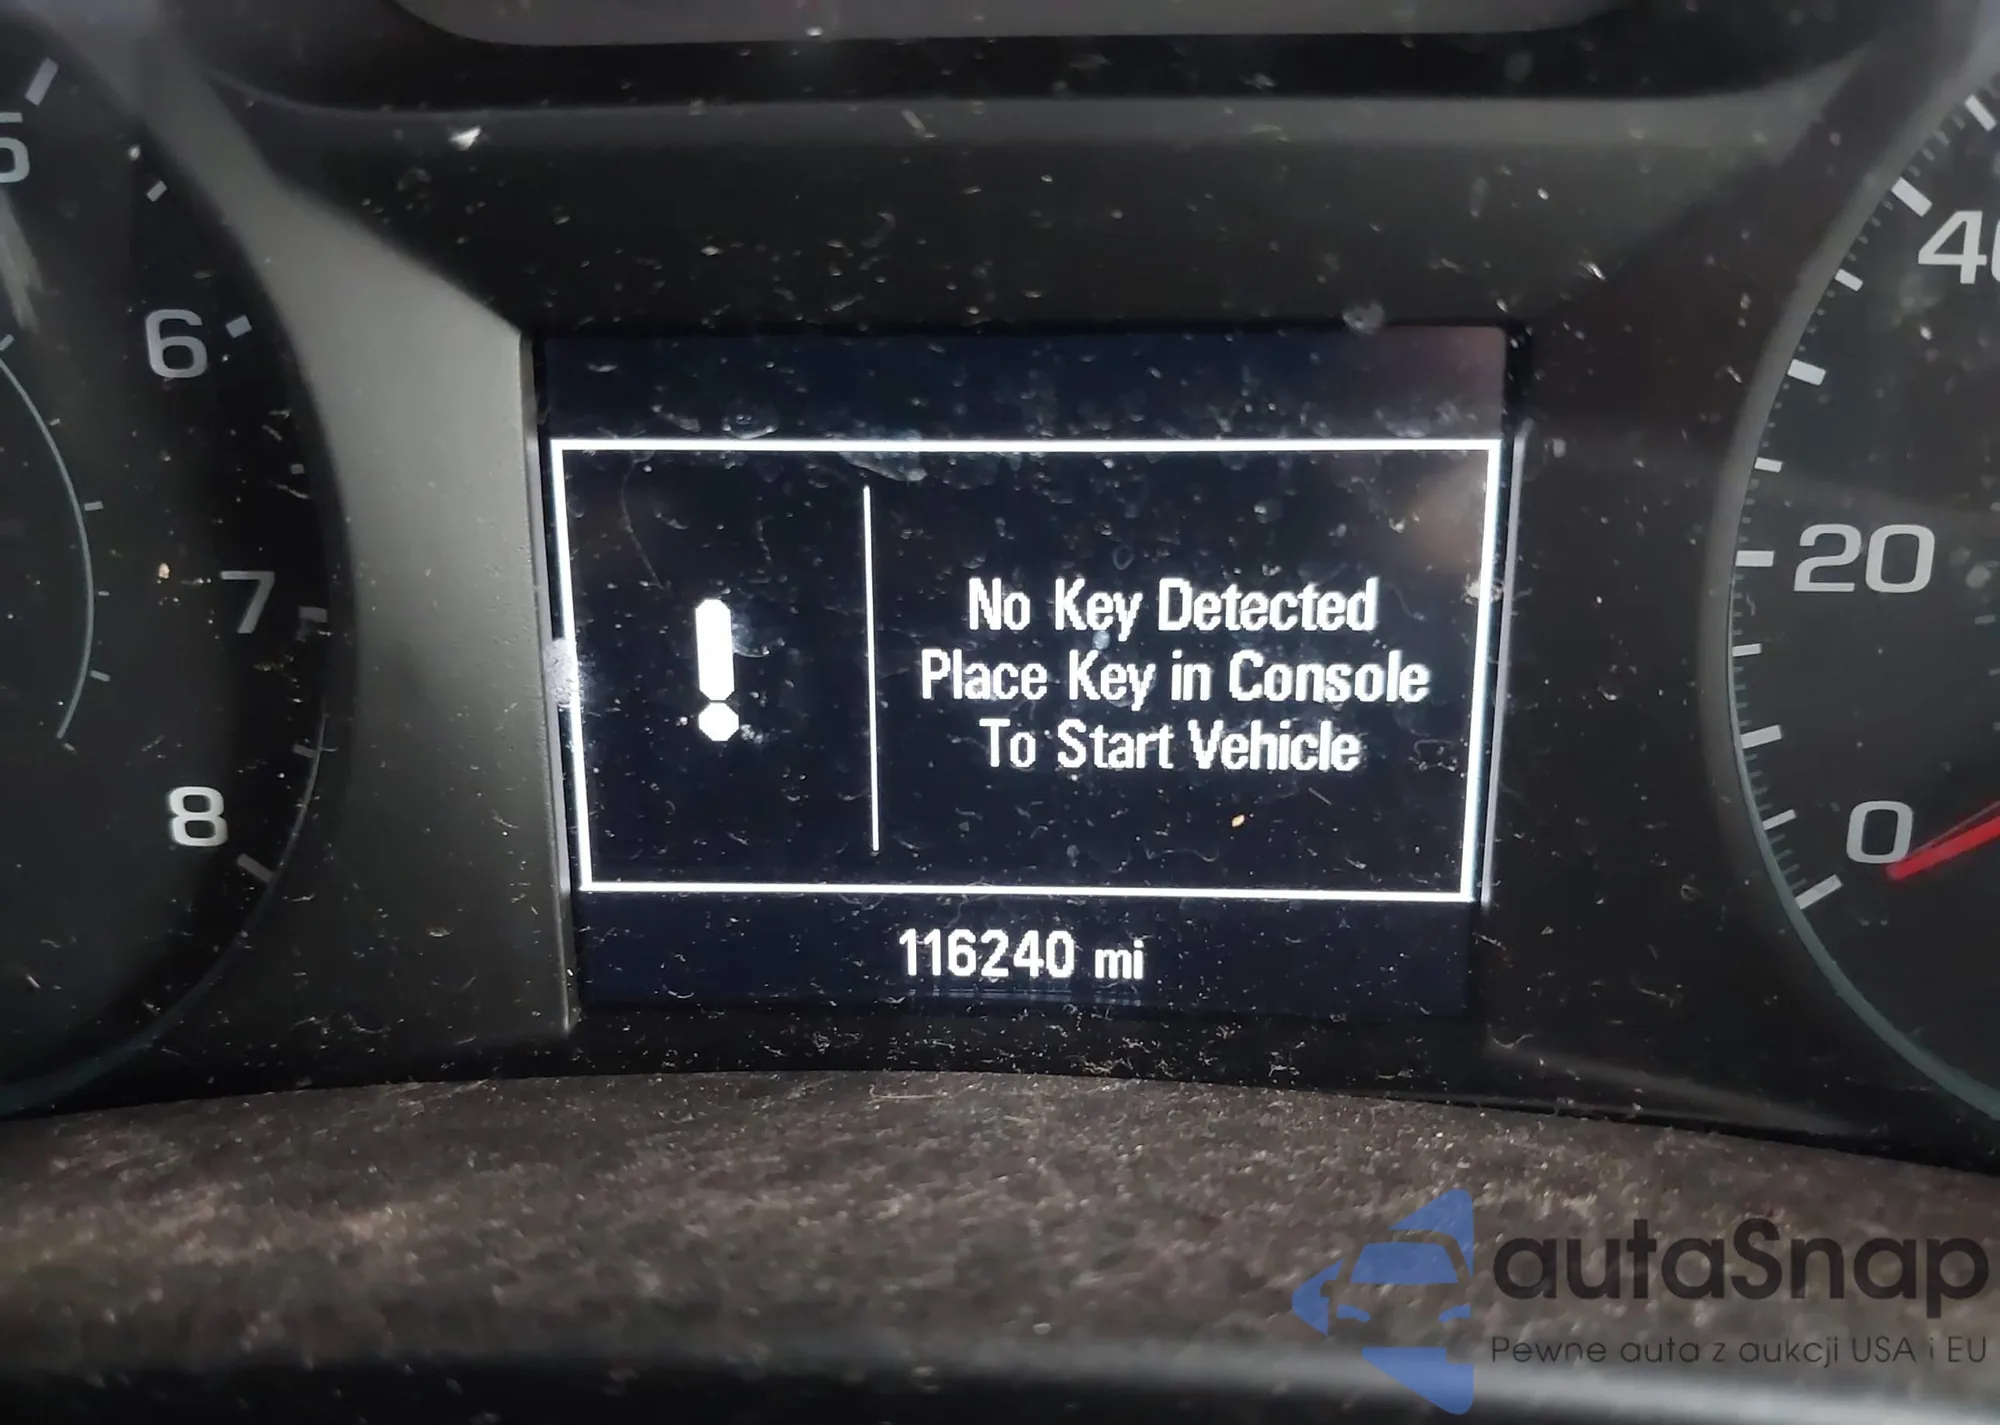 5
6
7
8
No Key Detected
Place Key in Console
To Start Vehicle
116240 mi
40
20
0
autaSnap
Pewne auta z aukcji USA i EU